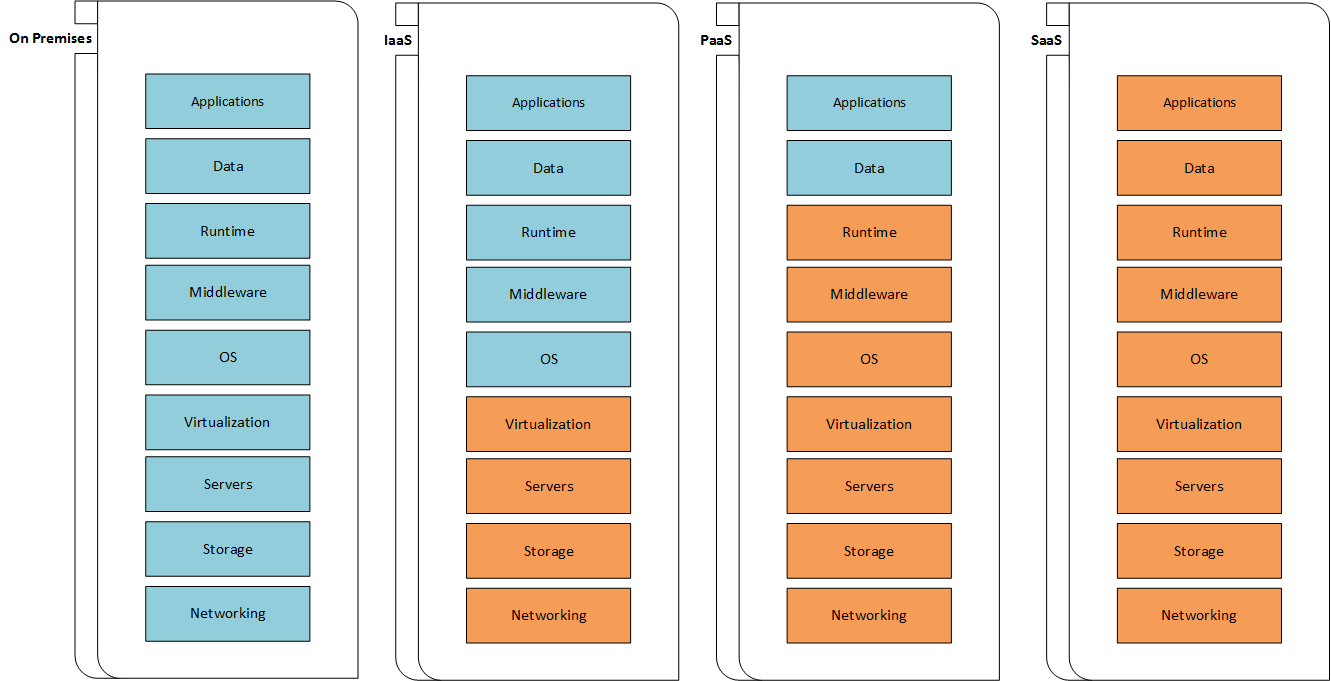 On Premises
Applications
Data
Runtime
Middleware
OS
Virtualization
Servers
Storage
Networking
IaaS
Applications
Data
Runtime
Middleware
OS
Virtualization
Servers
Storage
Networking
PaaS
Applications
Data
Runtime
Middleware
OS
Virtualization
Servers
Storage
Networking
SaaS
Applications
Data
Runtime
Middleware
OS
Virtualization
Servers
Storage
Networking